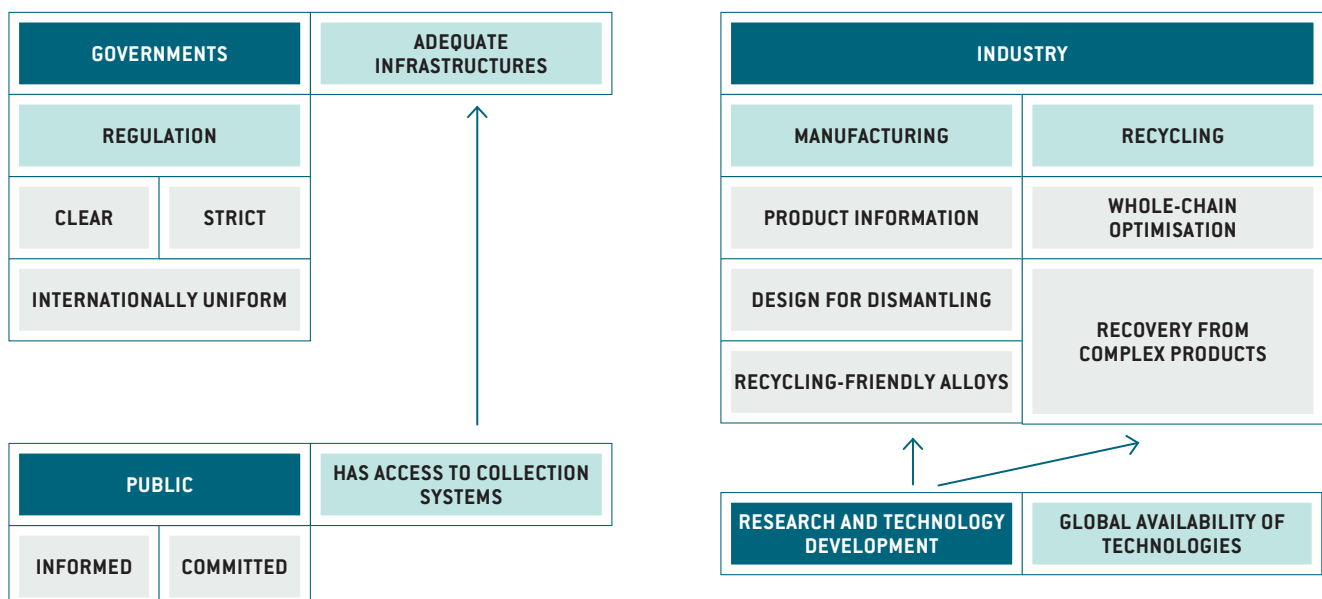 GOVERNMENTS
ADEQUATE
INFRASTRUCTURES
REGULATION
CLEAR
STRICT
INTERNATIONALLY UNIFORM
PUBLIC
HAS ACCESS TO COLLECTION
SYSTEMS
INFORMED
COMMITTED
INDUSTRY
MANUFACTURING
RECYCLING
PRODUCT INFORMATION
WHOLE-CHAIN
OPTIMISATION
DESIGN FOR DISMANTLING
RECOVERY FROM
COMPLEX PRODUCTS
RECYCLING-FRIENDLY ALLOYS
RESEARCH AND TECHNOLOGY
DEVELOPMENT
GLOBAL AVAILABILITY OF
TECHNOLOGIES